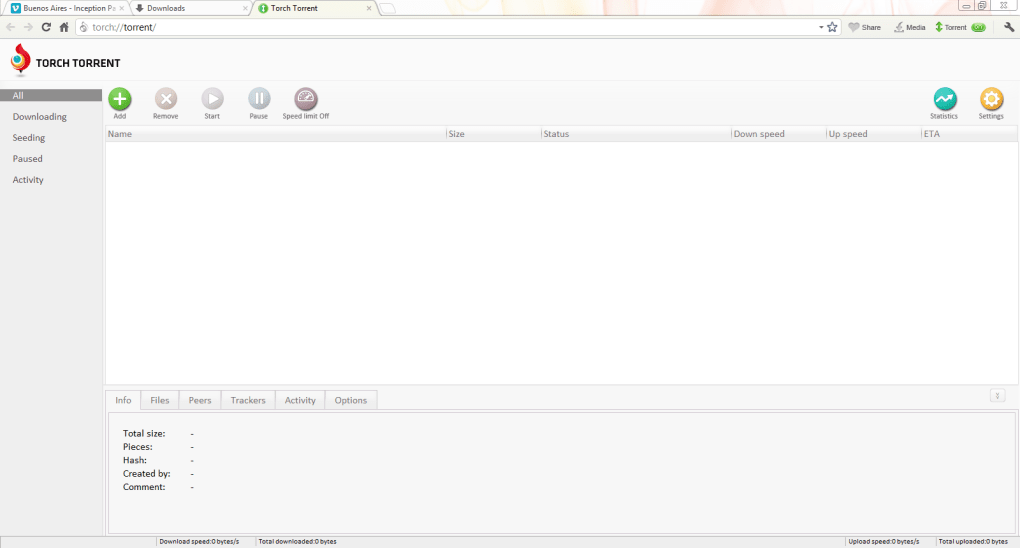 Buenos Aires - Inception Pa
Downloads
Torch Torrent
torch://torrent/
Share
Media
Torrent
0/0
TORCH TORRENT
All
Downloading
Seeding
Paused
Activity
Add
Remove
Start
Pause
Speed limit Off
Statistics
Settings
Name Size Status Down speed Up speed ETA
Info Files Peers Trackers Activity Options
Total size: -
Pieces: -
Hash: -
Created by: -
Comment: -
Download speed:0 bytes/s Total downloaded:0 bytes Upload speed:0 bytes/s Total uploaded:0 bytes